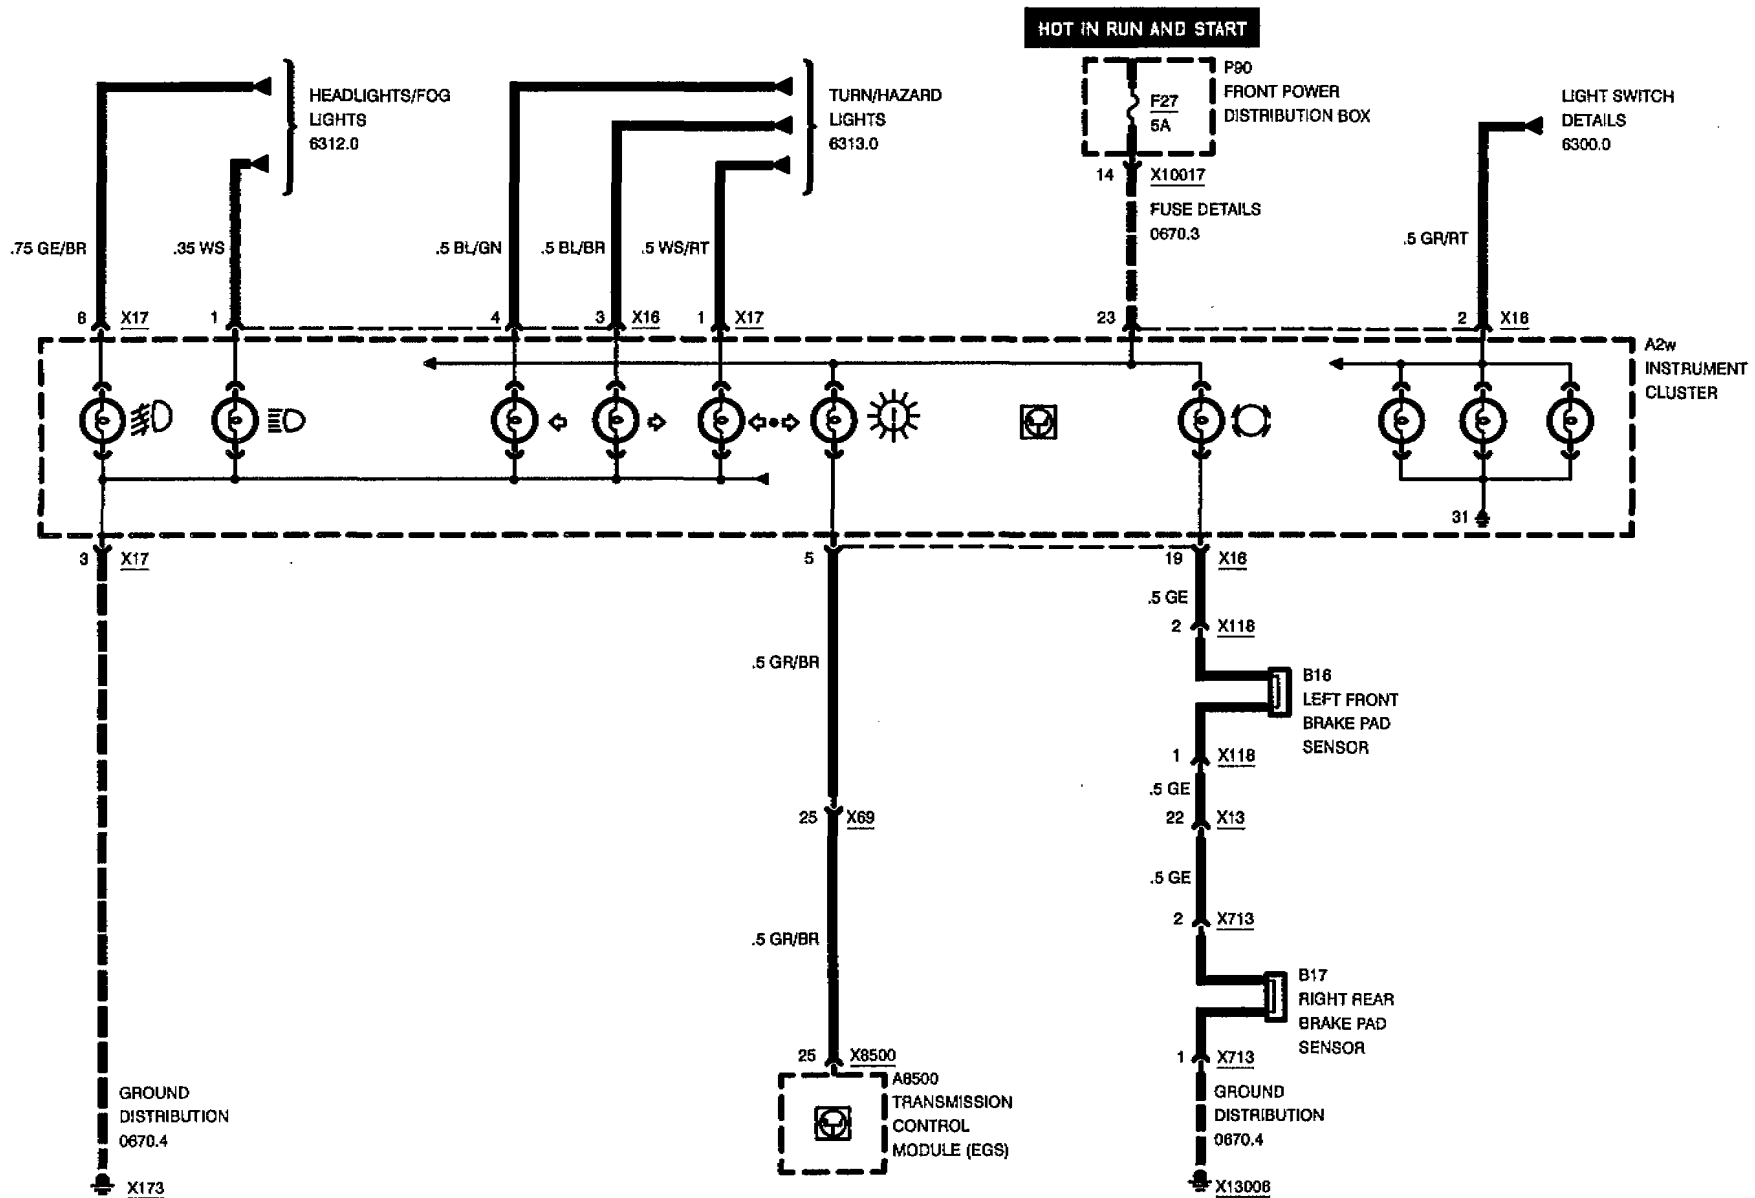 HOT IN RUN AND START
P90
FRONT POWER
DISTRIBUTION BOX
F27
5A
14 X10017
FUSE DETAILS
0670.3
HEADLIGHTS/FOG
LIGHTS
6312.0
TURN/HAZARD
LIGHTS
6313.0
LIGHT SWITCH
DETAILS
6300.0
.75 GE/BR
.35 WS
.5 BL/GN
.5 BL/BR
.5 WS/RT
.5 GR/RT
6 X17
1
4
3 X16
1 X17
23
2 X16
A2w
INSTRUMENT
CLUSTER
31
3 X17
5
19 X16
.5 GE
2 X118
B16
LEFT FRONT
BRAKE PAD
SENSOR
.5 GR/BR
1 X118
.5 GE
25 X69
22 X13
.5 GE
2 X713
.5 GR/BR
B17
RIGHT REAR
BRAKE PAD
SENSOR
25 X8500
1 X713
A8500
TRANSMISSION
CONTROL
MODULE (EGS)
GROUND
DISTRIBUTION
0670.4
GROUND
DISTRIBUTION
0670.4
X173
X13006